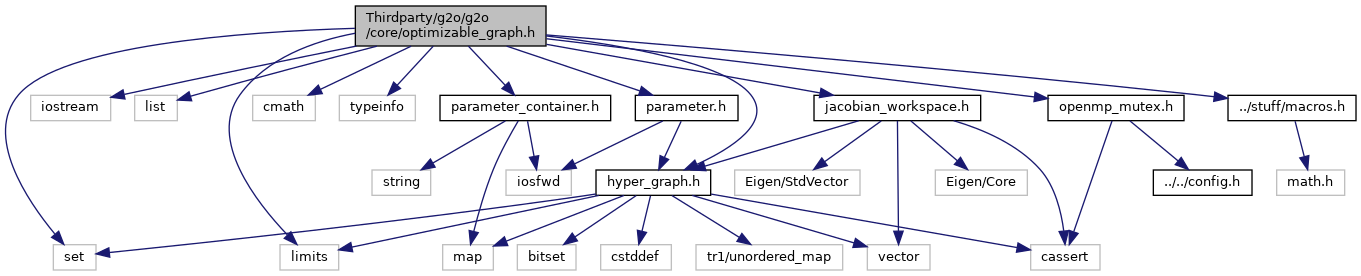 Thirdparty/g2o/g2o
/core/optimizable_graph.h
iostream
list
cmath
typeinfo
parameter_container.h
parameter.h
jacobian_workspace.h
openmp_mutex.h
../stuff/macros.h
string
iosfwd
hyper_graph.h
Eigen/StdVector
Eigen/Core
../../config.h
math.h
set
limits
map
bitset
cstddef
tr1/unordered_map
vector
cassert